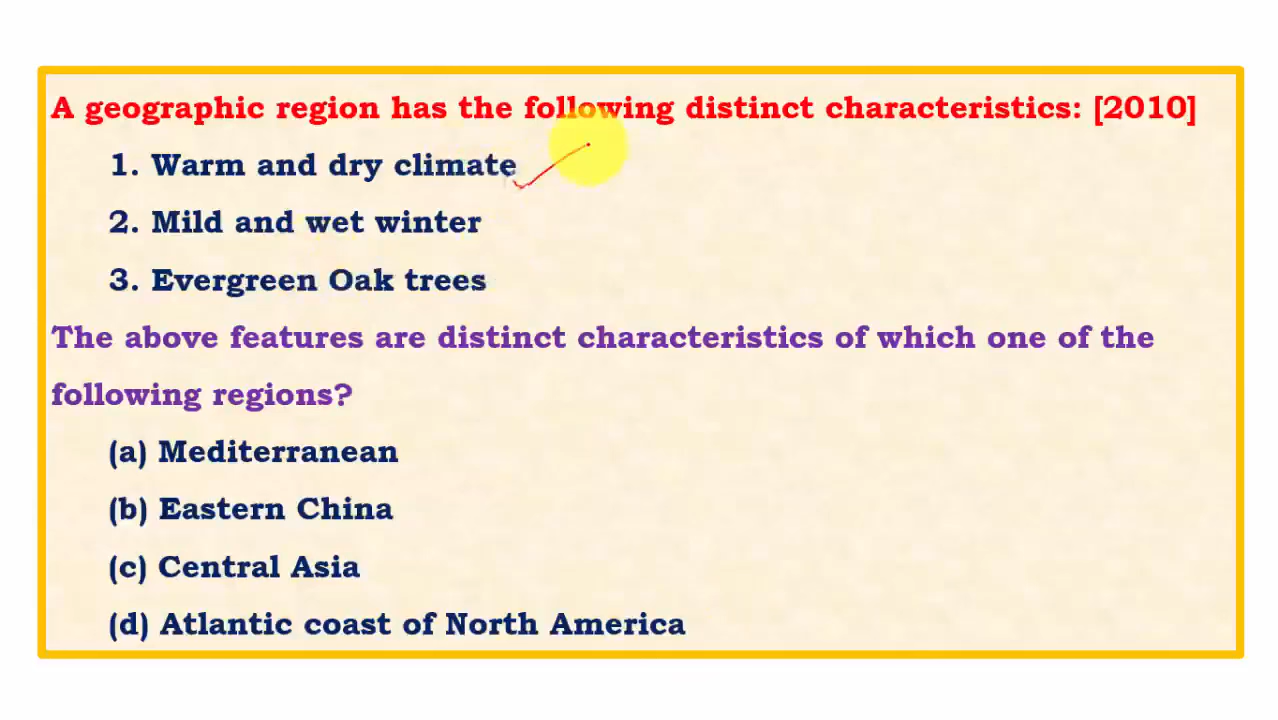 A geographic region has the following distinct characteristics: [2010]
1. Warm and dry climate
2. Mild and wet winter
3. Evergreen Oak trees
The above features are distinct characteristics of which one of the
following regions?
(a) Mediterranean
(b) Eastern China
(c) Central Asia
(d) Atlantic coast of North America